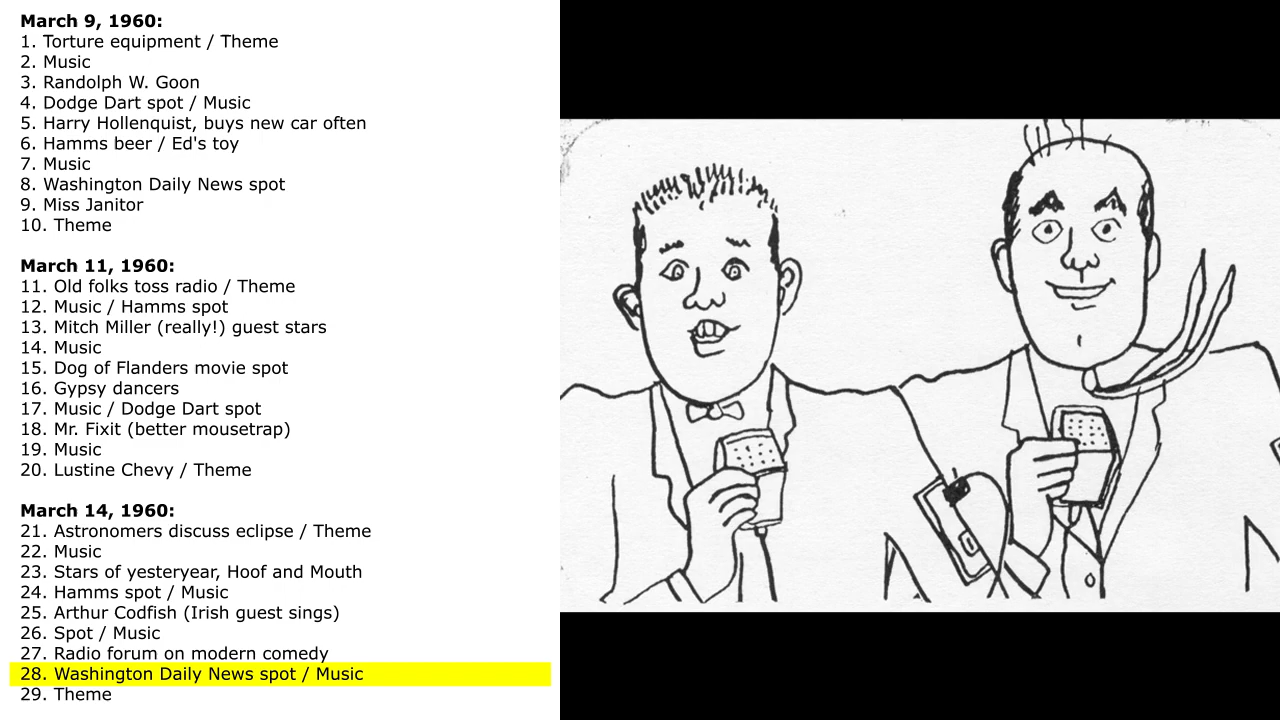 March 9, 1960:
1. Torture equipment / Theme
2. Music
3. Randolph W. Goon
4. Dodge Dart spot / Music
5. Harry Hollenquist, buys new car often
6. Hamms beer / Ed's toy
7. Music
8. Washington Daily News spot
9. Miss Janitor
10. Theme
March 11, 1960:
11. Old folks toss radio / Theme
12. Music / Hamms spot
13. Mitch Miller (really!) guest stars
14. Music
15. Dog of Flanders movie spot
16. Gypsy dancers
17. Music / Dodge Dart spot
18. Mr. Fixit (better mousetrap)
19. Music
20. Lustine Chevy / Theme
March 14, 1960:
21. Astronomers discuss eclipse / Theme
22. Music
23. Stars of yesteryear, Hoof and Mouth
24. Hamms spot / Music
25. Arthur Codfish (Irish guest sings)
26. Spot / Music
27. Radio forum on modern comedy
28. Washington Daily News spot / Music
29. Theme